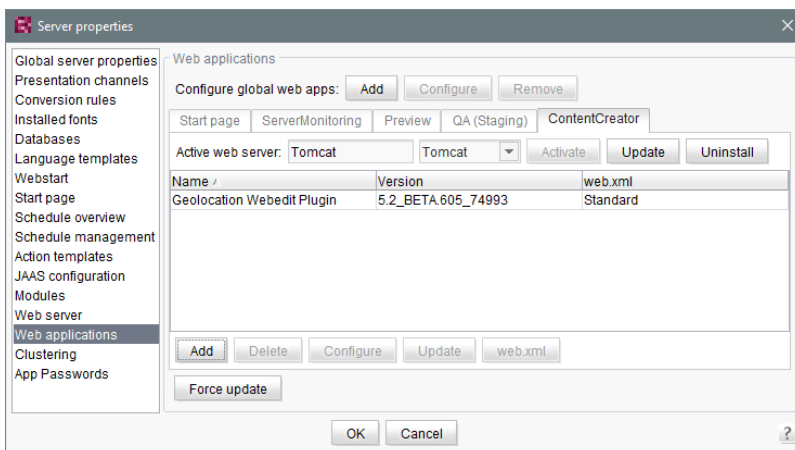 Server properties
Global server properties
Presentation channels
Conversion rules
Installed fonts
Databases
Language templates
Webstart
Start page
Schedule overview
Schedule management
Action templates
JAAS configuration
Modules
Web server
Web applications
Clustering
App Passwords
Web applications
Configure global web apps: Add Configure Remove
Start page ServerMonitoring Preview QA (Staging) ContentCreator
Active web server: Tomcat Tomcat Activate Update Uninstall
Name Version web.xml
Geolocation Webedit Plugin 5.2_BETA.605_74993 Standard
Add Delete Configure Update web.xml
Force update
OK Cancel ?